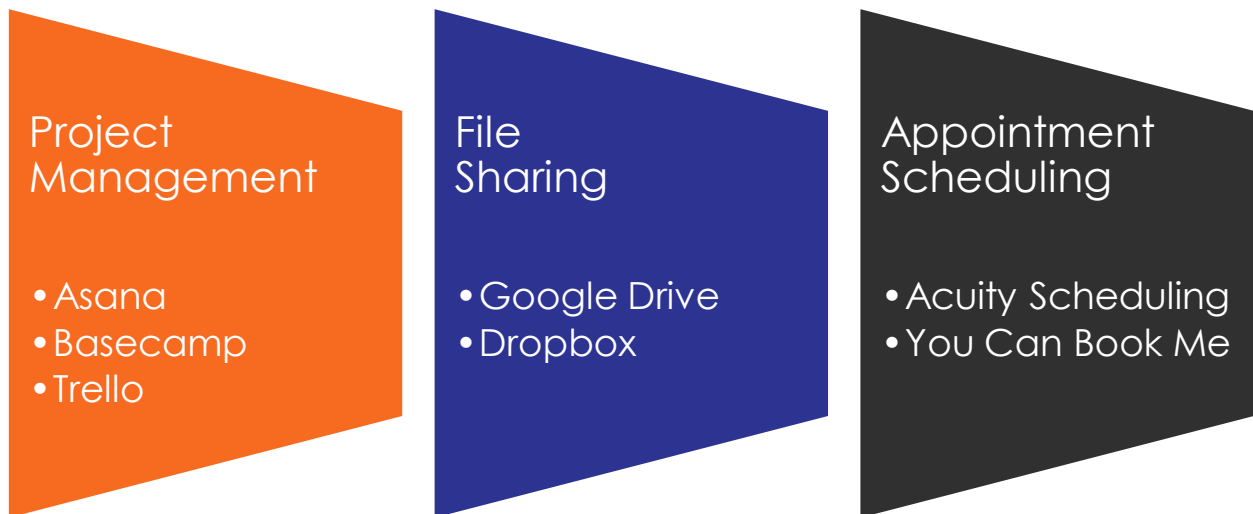 Project
Management
•Asana
•Basecamp
•Trello
File
Sharing
•Google Drive
•Dropbox
Appointment
Scheduling
•Acuity Scheduling
•You Can Book Me